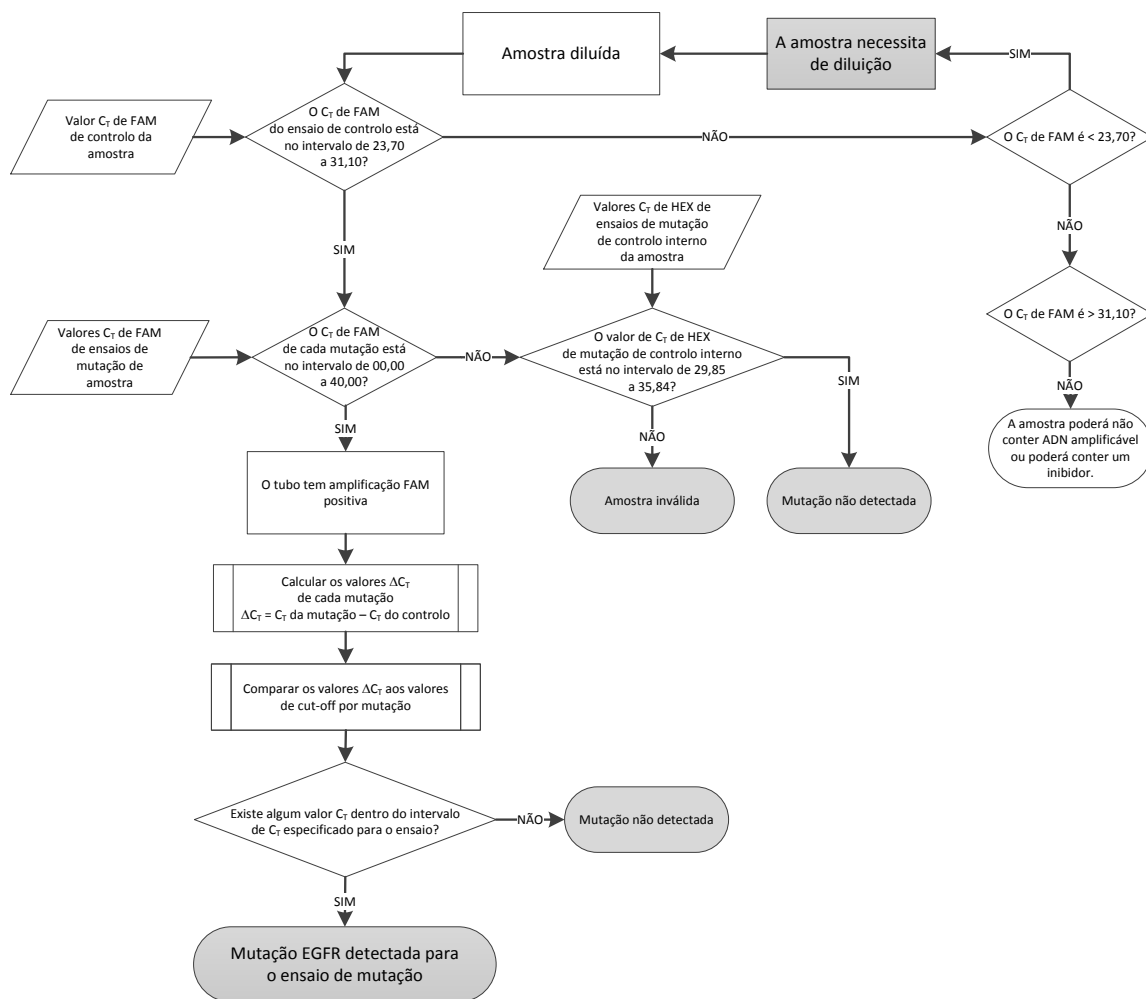 Amostra diluída
A amostra necessita
de diluição
SIM
Valor CT de FAM
de controlo da
amostra
O CT de FAM
do ensaio de controlo está
no intervalo de 23,70
a 31,10?
NÃO
O CT de FAM é < 23,70?
SIM
Valores CT de HEX de
ensaios de mutação
de controlo interno
da amostra
NÃO
Valores CT de FAM
de ensaios de
mutação de
amostra
O CT de FAM
de cada mutação está
no intervalo de 00,00
a 40,00?
NÃO
O valor de CT de HEX
de mutação de controlo interno
está no intervalo de 29,85
a 35,84?
O CT de FAM é > 31,10?
SIM
NÃO
SIM
NÃO
A amostra poderá não
conter ADN amplificável
ou poderá conter um
inibidor.
O tubo tem amplificação FAM
positiva
Amostra inválida
Mutação não detectada
Calcular os valores ΔCT
de cada mutação
ΔCT = CT da mutação – CT do controlo
Comparar os valores ΔCT aos valores
de cut-off por mutação
Existe algum valor CT dentro do intervalo
de CT especificado para o ensaio?
NÃO
Mutação não detectada
SIM
Mutação EGFR detectada para
o ensaio de mutação